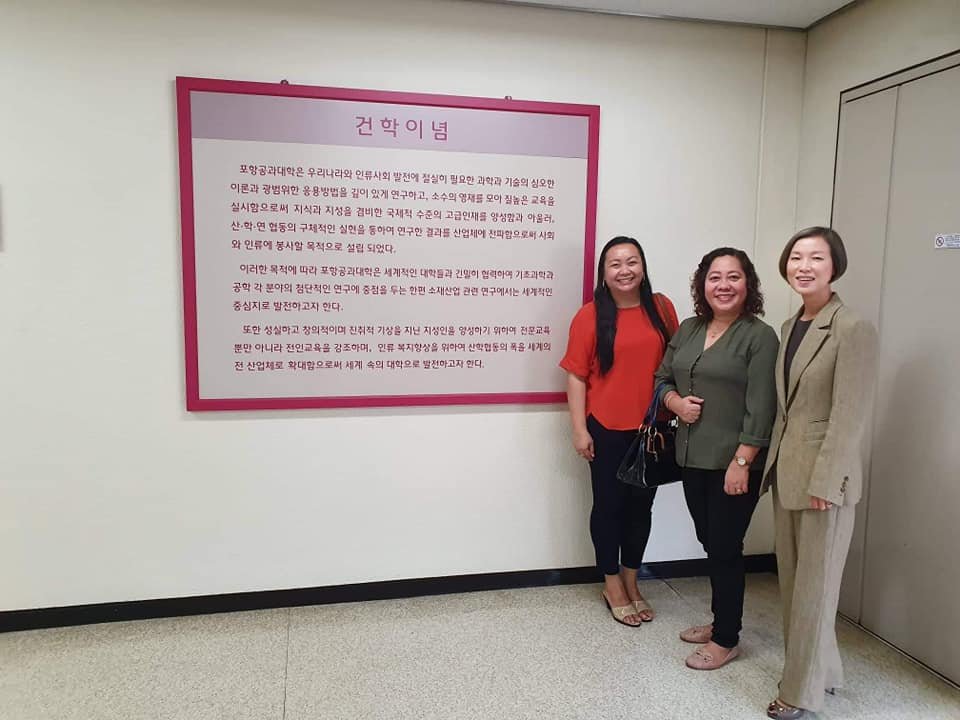 건학이념
포항공과대학은 우리나라와 인류사회 발전에 절실히 필요한 과학과 기술의 심오한
이론과 광범위한 응용방법을 깊이 있게 연구하고, 소수의 영재를 모아 질높은 교육을
실시함으로써 지식과 지성을 겸비한 국제적 수준의 고급인재를 양성함과 아울러,
산·학·연 협동의 구체적인 실현을 통하여 연구한 결과를 산업체에 전파함으로써 사회
와 인류에 봉사할 목적으로 설립 되었다.
이러한 목적에 따라 포항공과대학은 세계적인 대학들과 긴밀히 협력하여 기초과학과
공학 각 분야의 첨단적인 연구에 중점을 두는 한편 소재산업 관련 연구에서는 세계적인
중심지로 발전하고자 한다.
또한 성실하고 창의적이며 진취적 기상을 지닌 지성인을 양성하기 위하여 전문교육
뿐만 아니라 전인교육을 강조하며, 인류 복지향상을 위하여 산학협동의 폭을 세계의
전 산업체로 확대함으로써 세계 속의 대학으로 발전하고자 한다.